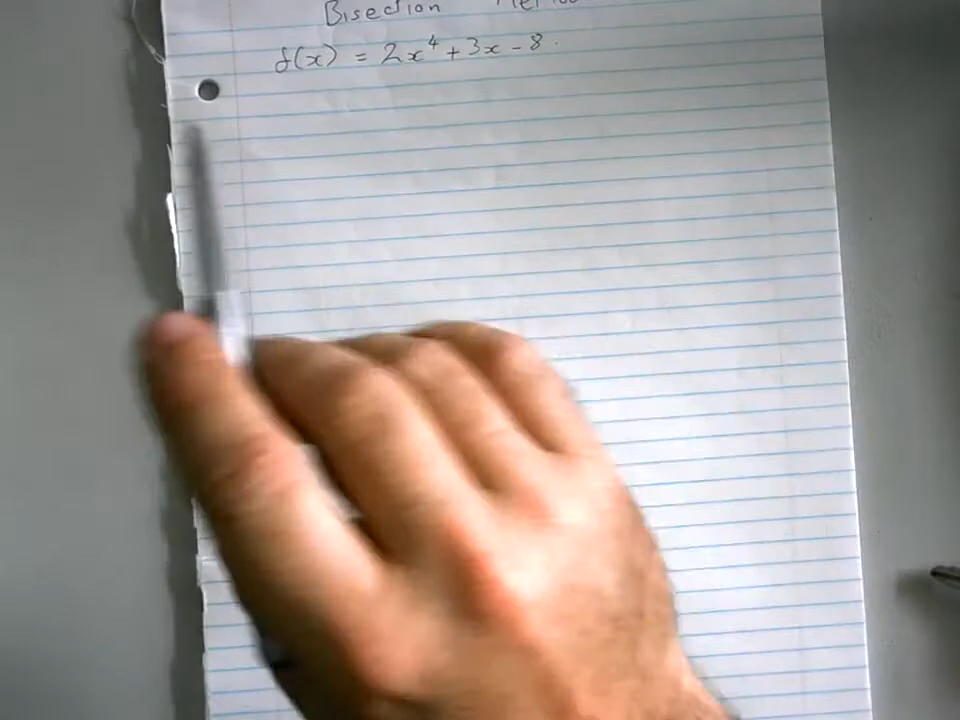 Bisection
f(x) = 2x⁴ + 3x - 8.